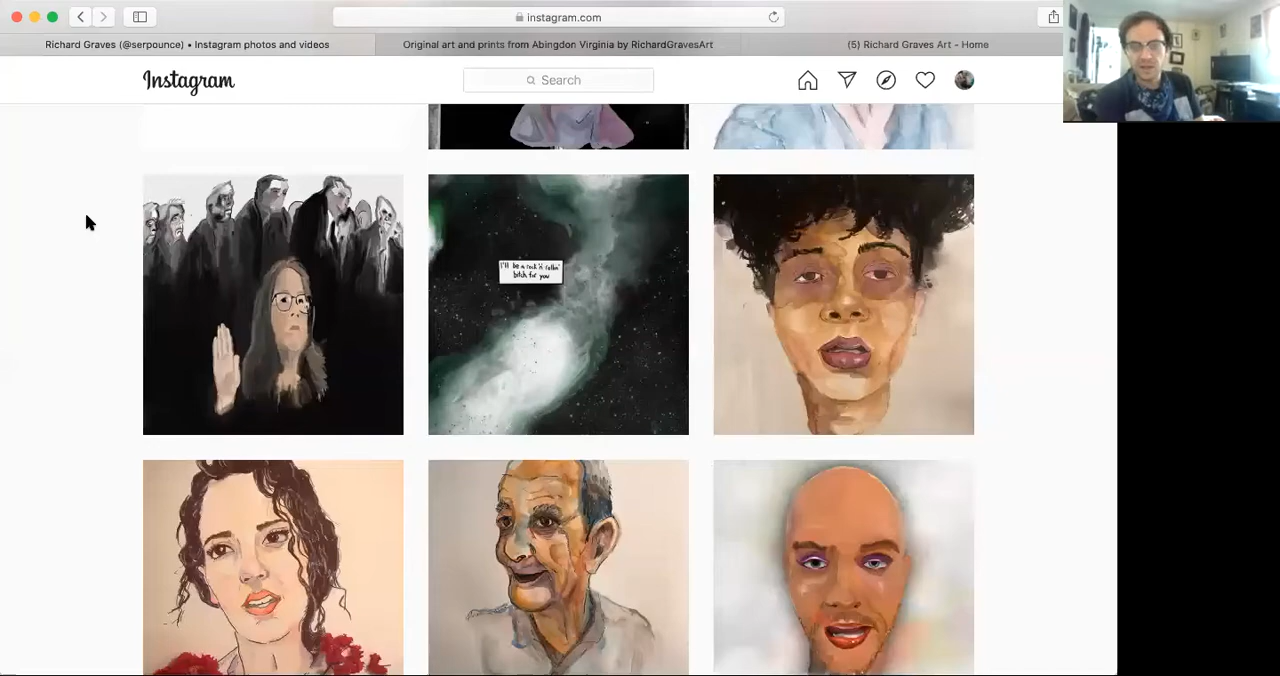 instagram.com
Richard Graves (@serpounce) • Instagram photos and videos
Original art and prints from Abingdon Virginia by RichardGravesArt
(5) Richard Graves Art - Home
Instagram
Search
I'll be a rock 'n' rollin'
bitch for you